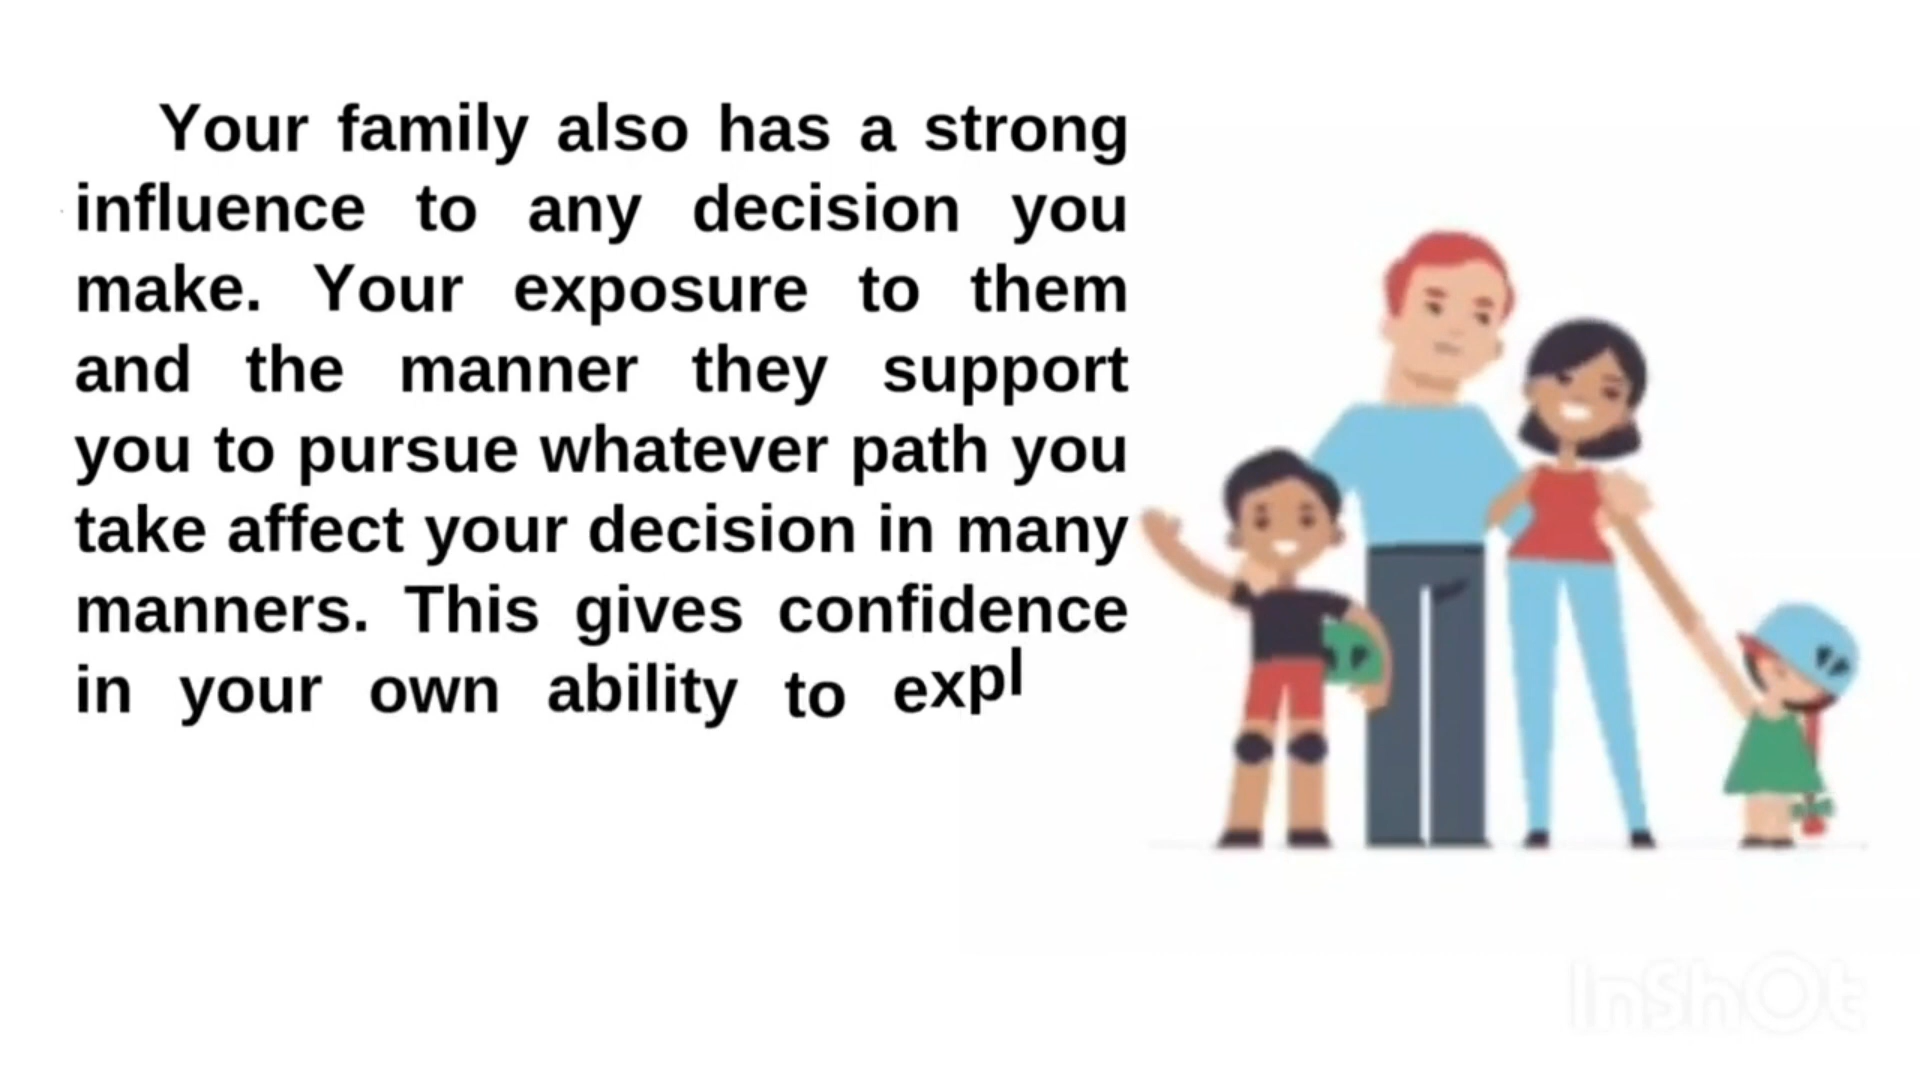 Your family also has a strong
influence to any decision you
make. Your exposure to them
and the manner they support
you to pursue whatever path you
take affect your decision in many
manners. This gives confidence
in your own ability to expl
InShOt